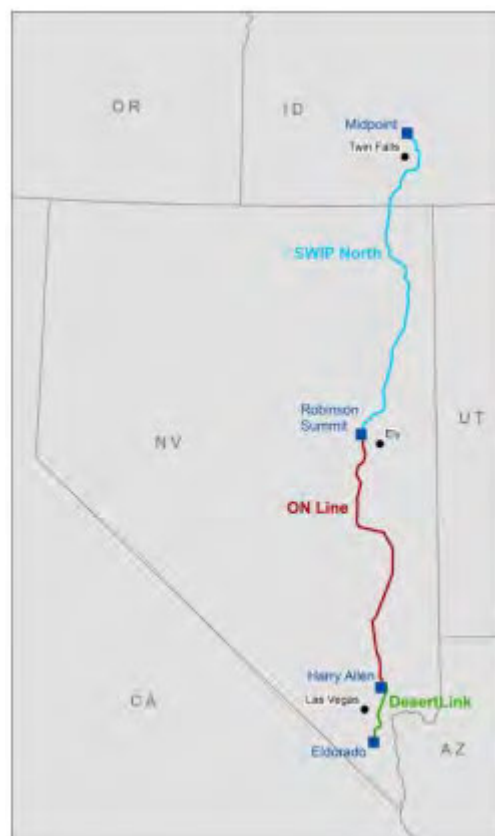 OR
ID
Midpoint
Twin Falls
SWIP North
Robinson
Summit
Ely
UT
NV
ON Line
Harry Allen
Las Vegas
DesertLink
CA
Eldorado
AZ